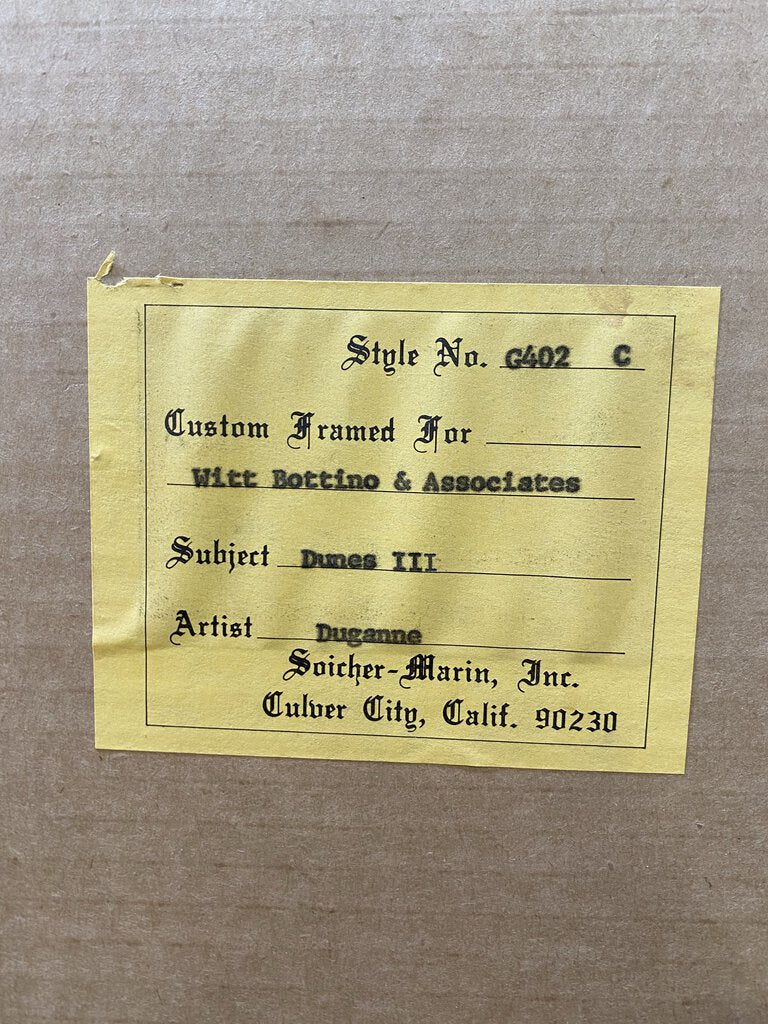 Style No. G402 C
Custom Framed For
Witt Bottino & Associates
Subject Dunes III
Artist Duganne
Soicher-Marin, Inc.
Culver City, Calif. 90230